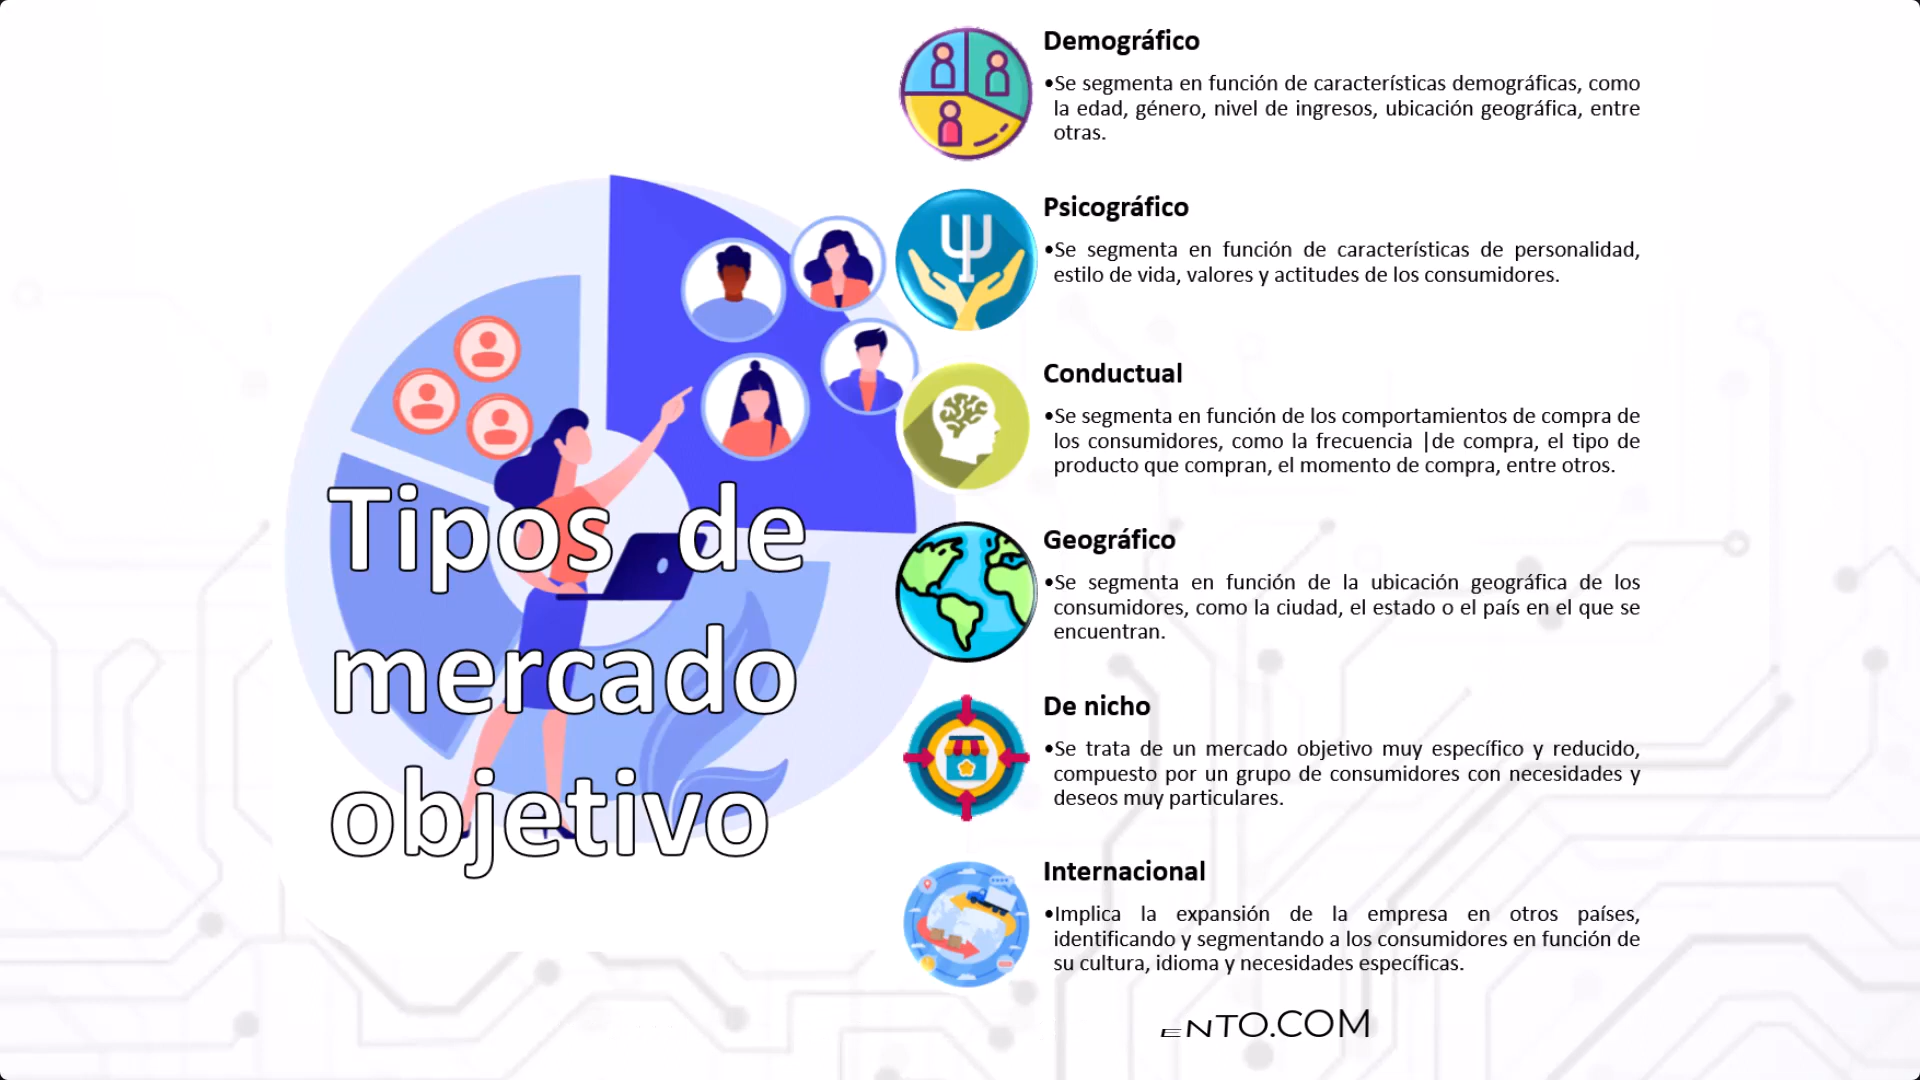 Tipos de
mercado
objetivo
Demográfico
•Se segmenta en función de características demográficas, como
la edad, género, nivel de ingresos, ubicación geográfica, entre
otras.
Psicográfico
•Se segmenta en función de características de personalidad,
estilo de vida, valores y actitudes de los consumidores.
Conductual
•Se segmenta en función de los comportamientos de compra de
los consumidores, como la frecuencia |de compra, el tipo de
producto que compran, el momento de compra, entre otros.
Geográfico
•Se segmenta en función de la ubicación geográfica de los
consumidores, como la ciudad, el estado o el país en el que se
encuentran.
De nicho
•Se trata de un mercado objetivo muy específico y reducido,
compuesto por un grupo de consumidores con necesidades y
deseos muy particulares.
Internacional
•Implica la expansión de la empresa en otros países,
identificando y segmentando a los consumidores en función de
su cultura, idioma y necesidades específicas.
ENTO.COM